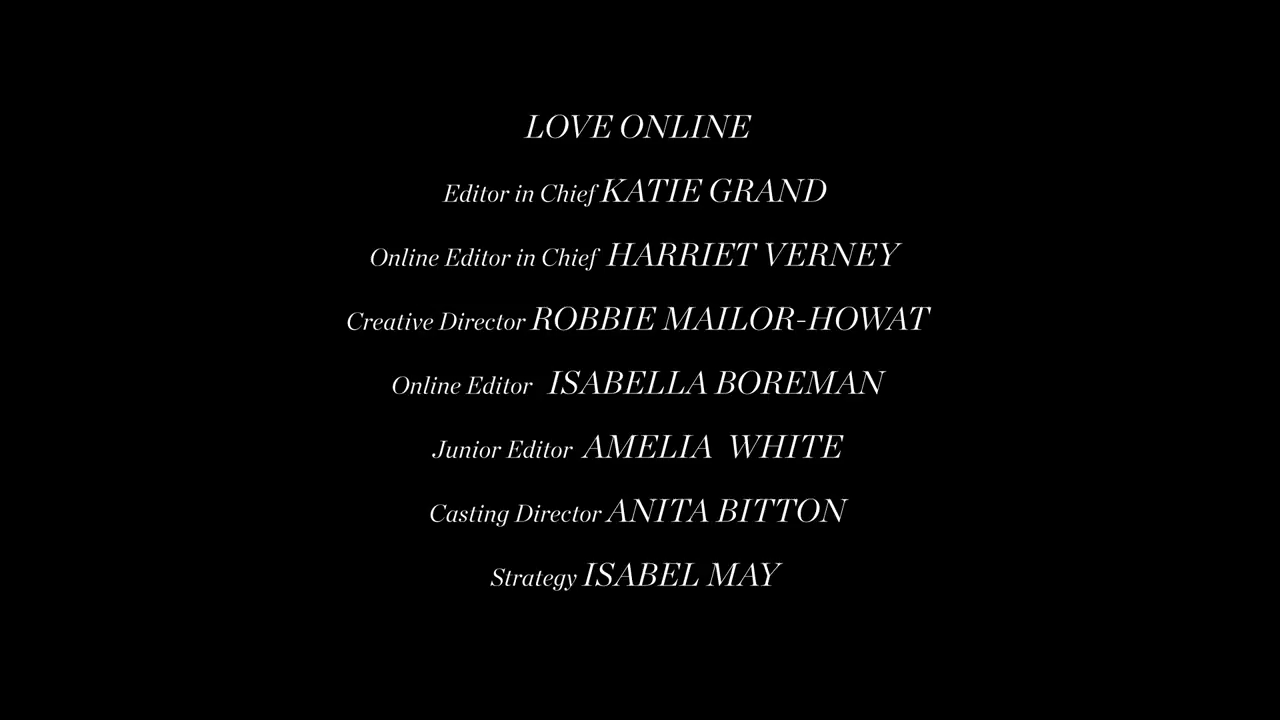 LOVE ONLINE
Editor in Chief KATIE GRAND
Online Editor in Chief HARRIET VERNEY
Creative Director ROBBIE MAILOR-HOWAT
Online Editor ISABELLA BOREMAN
Junior Editor AMELIA WHITE
Casting Director ANITA BITTON
Strategy ISABEL MAY